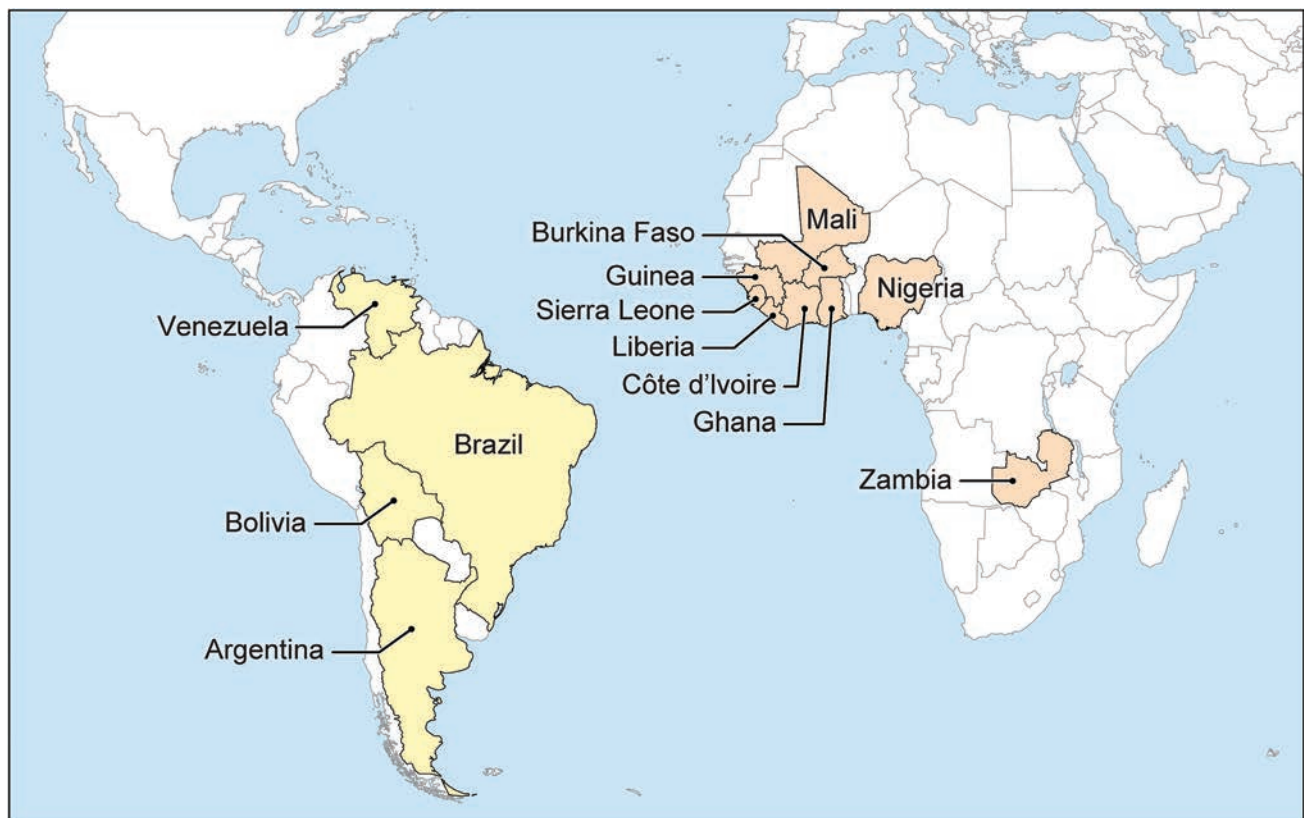 Mali
Burkina Faso
Guinea
Nigeria
Sierra Leone
Venezuela
Liberia
Côte d'Ivoire
Ghana
Brazil
Zambia
Bolivia
Argentina